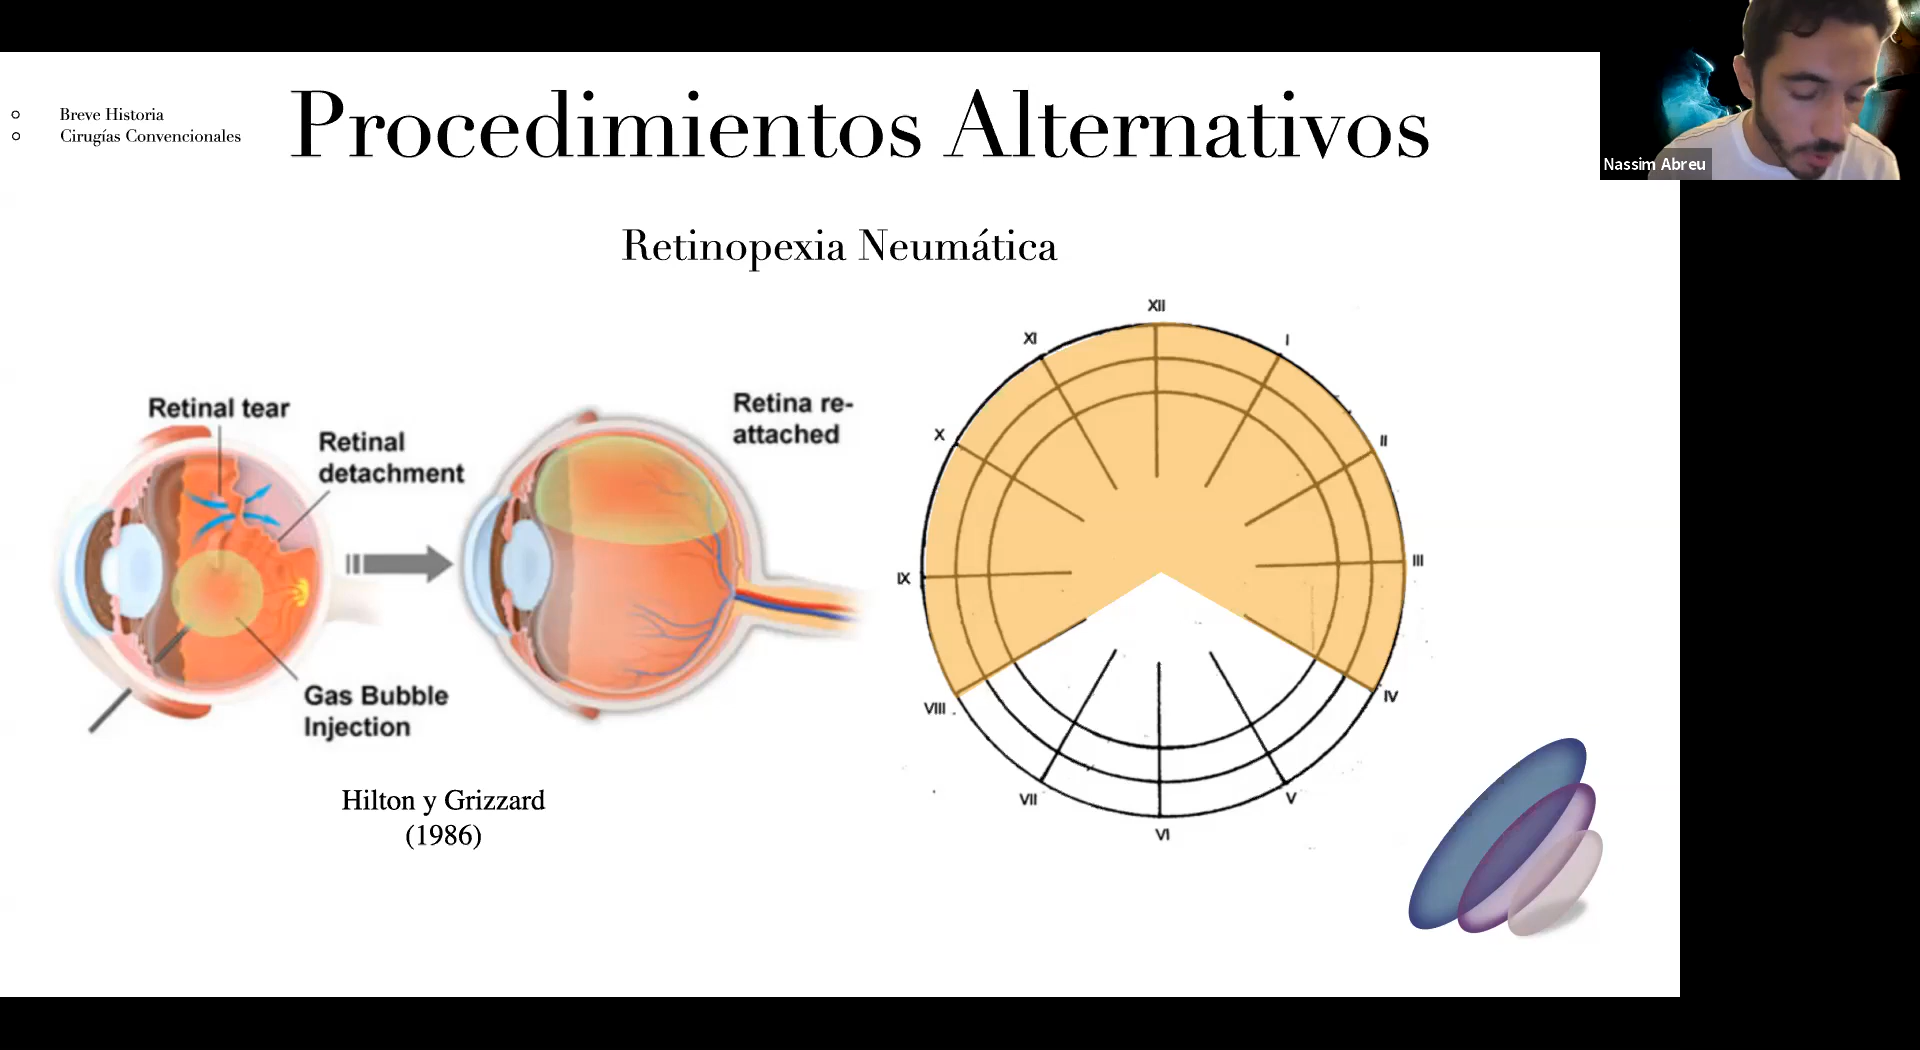 Breve Historia
Cirugías Convencionales
Procedimientos Alternativos
Nassim Abreu
Retinopexia Neumática
Retinal tear
Retinal
detachment
Retina re-
attached
Gas Bubble
Injection
Hilton y Grizzard
(1986)
XII
I
II
III
IV
V
VI
VII
VIII
IX
X
XI